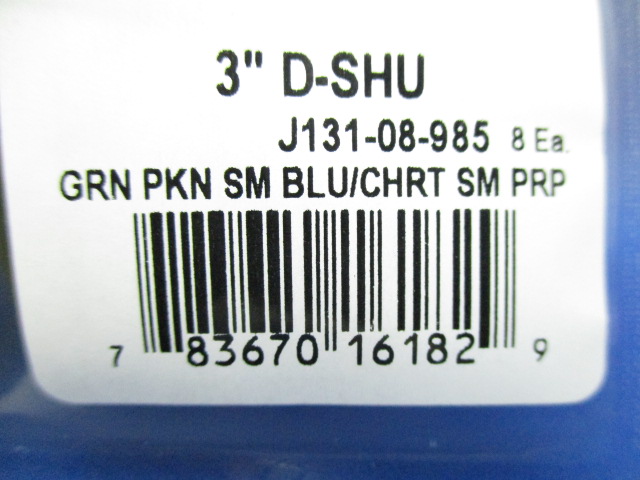 3" D-SHU
J131-08-985 8 Ea.
GRN PKN SM BLU/CHRT SM PRP
7 83670 16182 9